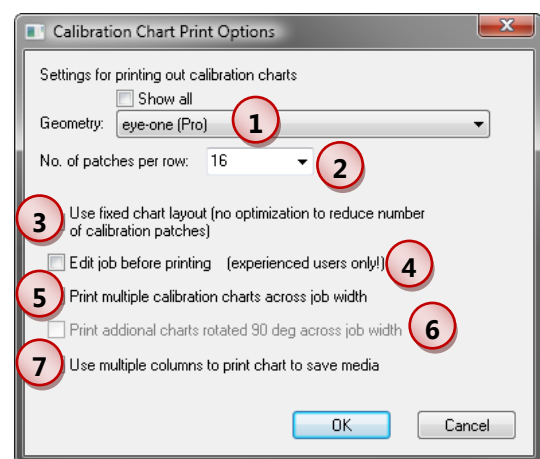 Calibration Chart Print Options
Settings for printing out calibration charts
Show all
Geometry: eye-one (Pro) 1
No. of patches per row: 16 2
3 Use fixed chart layout (no optimization to reduce number
of calibration patches)
Edit job before printing (experienced users only!) 4
5 Print multiple calibration charts across job width
Print addional charts rotated 90 deg across job width 6
7 Use multiple columns to print chart to save media
OK Cancel